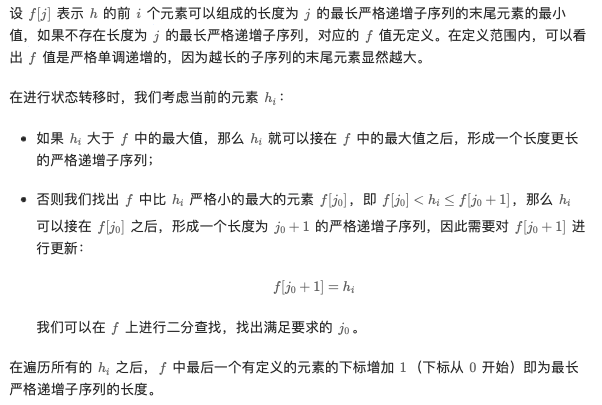 设 f[j] 表示 h 的前 i 个元素可以组成的长度为 j 的最长严格递增子序列的末尾元素的最小
值，如果不存在长度为 j 的最长严格递增子序列，对应的 f 值无定义。在定义范围内，可以看
出 f 值是严格单调递增的，因为越长的子序列的末尾元素显然越大。
在进行状态转移时，我们考虑当前的元素 h_i：
• 如果 h_i 大于 f 中的最大值，那么 h_i 就可以接在 f 中的最大值之后，形成一个长度更长
的严格递增子序列；
• 否则我们找出 f 中比 h_i 严格小的最大的元素 f[j_0]，即 f[j_0] < h_i ≤ f[j_0 + 1]，那么 h_i
可以接在 f[j_0] 之后，形成一个长度为 j_0 + 1 的严格递增子序列，因此需要对 f[j_0 + 1] 进
行更新：
f[j_0 + 1] = h_i
我们可以在 f 上进行二分查找，找出满足要求的 j_0。
在遍历所有的 h_i 之后，f 中最后一个有定义的元素的下标增加 1（下标从 0 开始）即为最长
严格递增子序列的长度。